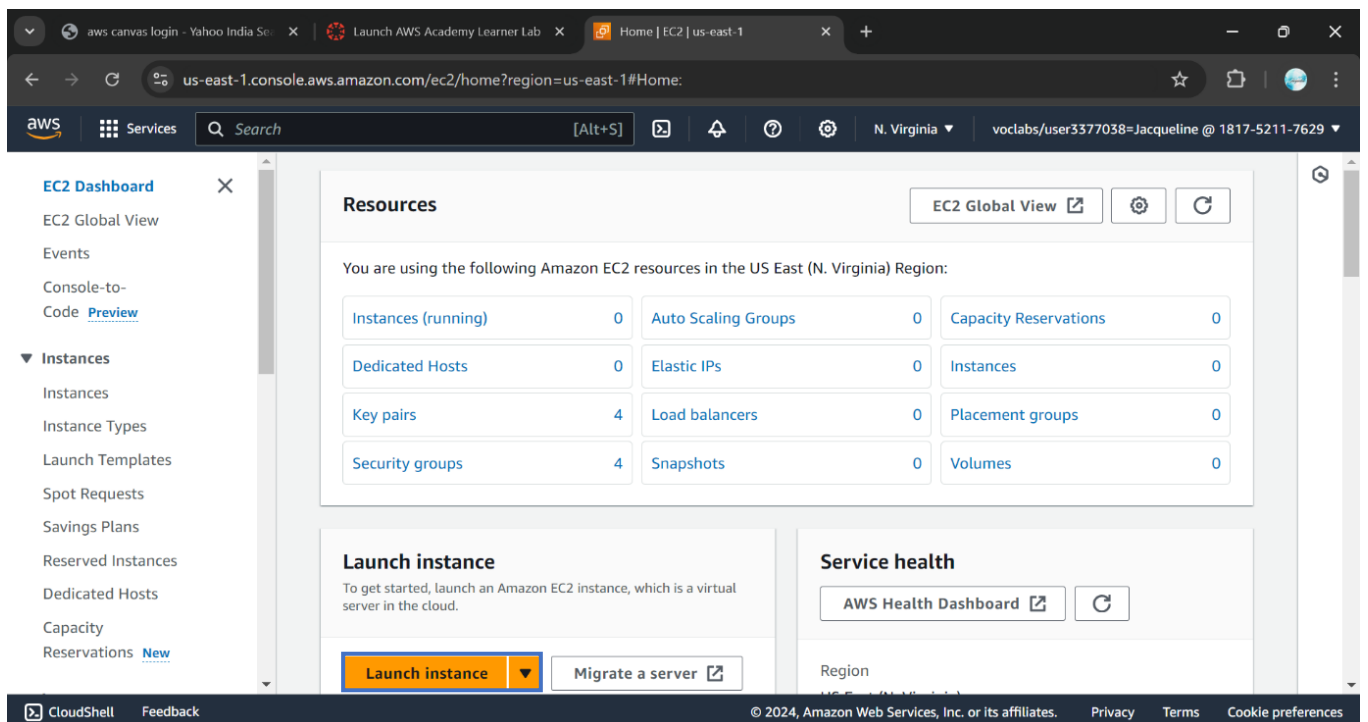 aws canvas login - Yahoo India Se
Launch AWS Academy Learner Lab
Home | EC2 | us-east-1
us-east-1.console.aws.amazon.com/ec2/home?region=us-east-1#Home:
aws
Services
Search
[Alt+S]
N. Virginia
voclabs/user3377038=Jacqueline @ 1817-5211-7629
EC2 Dashboard
EC2 Global View
Events
Console-to-
Code Preview
Instances
Instances
Instance Types
Launch Templates
Spot Requests
Savings Plans
Reserved Instances
Dedicated Hosts
Capacity
Reservations New
Resources
EC2 Global View
You are using the following Amazon EC2 resources in the US East (N. Virginia) Region:
Instances (running) 0
Auto Scaling Groups 0
Capacity Reservations 0
Dedicated Hosts 0
Elastic IPs 0
Instances 0
Key pairs 4
Load balancers 0
Placement groups 0
Security groups 4
Snapshots 0
Volumes 0
Launch instance
To get started, launch an Amazon EC2 instance, which is a virtual
server in the cloud.
Launch instance
Migrate a server
Service health
AWS Health Dashboard
Region
CloudShell
Feedback
© 2024, Amazon Web Services, Inc. or its affiliates.
Privacy
Terms
Cookie preferences